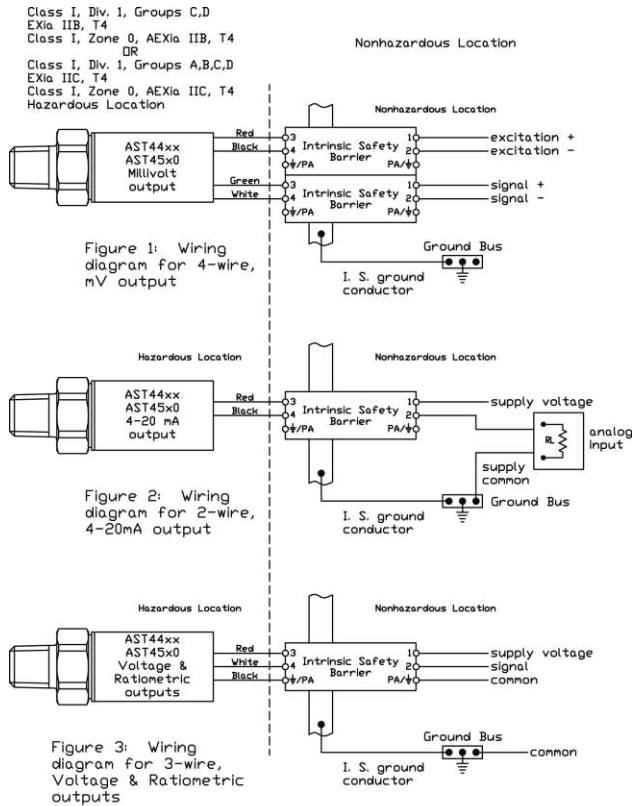 Class I, Div. 1, Groups C,D
EXia IIB, T4
Class I, Zone 0, AEXia IIB, T4
OR
Class I, Div. 1, Groups A,B,C,D
EXia IIC, T4
Class I, Zone 0, AEXia IIC, T4
Hazardous Location
Nonhazardous Location
Nonhazardous Location
AST44xx
AST45x0
Millivolt
output
Red
Black
Green
White
3
4
⏚/PA
Intrinsic Safety
Barrier
1
2
PA/⏚
excitation +
excitation -
3
4
⏚/PA
Intrinsic Safety
Barrier
1
2
PA/⏚
signal +
signal -
Ground Bus
I. S. ground
conductor
Figure 1: Wiring
diagram for 4-wire,
mV output
Hazardous Location
Nonhazardous Location
AST44xx
AST45x0
4-20 mA
output
Red
Black
3
4
⏚/PA
Intrinsic Safety
Barrier
1
2
PA/⏚
supply voltage
RL
analog
input
supply
common
Ground Bus
I. S. ground
conductor
Figure 2: Wiring
diagram for 2-wire,
4-20mA output
Hazardous Location
Nonhazardous Location
AST44xx
AST45x0
Voltage &
Ratiometric
outputs
Red
White
Black
3
4
⏚/PA
Intrinsic Safety
Barrier
1
2
PA/⏚
supply voltage
signal
common
Ground Bus
common
I. S. ground
conductor
Figure 3: Wiring
diagram for 3-wire,
Voltage & Ratiometric
outputs